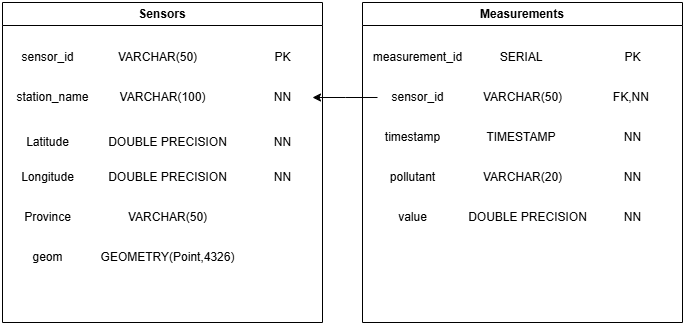 Sensors
sensor_id VARCHAR(50) PK
station_name VARCHAR(100) NN
Latitude DOUBLE PRECISION NN
Longitude DOUBLE PRECISION NN
Province VARCHAR(50)
geom GEOMETRY(Point,4326)
Measurements
measurement_id SERIAL PK
sensor_id VARCHAR(50) FK,NN
timestamp TIMESTAMP NN
pollutant VARCHAR(20) NN
value DOUBLE PRECISION NN